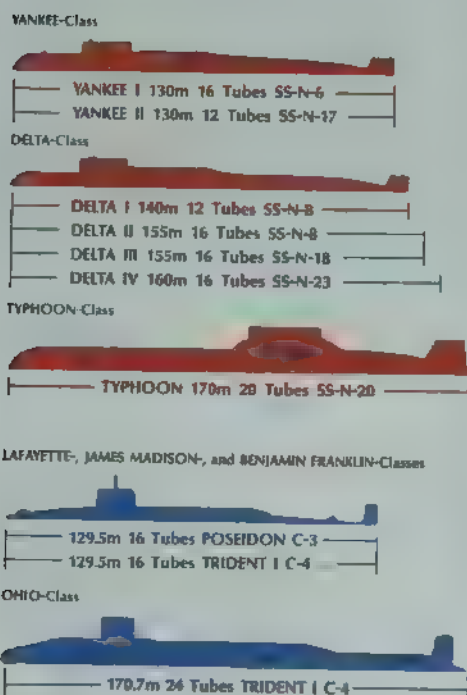 YANKEE-Class
YANKEE I 130m 16 Tubes SS-N-6
YANKEE II 130m 12 Tubes SS-N-17
DELTA-Class
DELTA I 140m 12 Tubes SS-N-8
DELTA II 155m 16 Tubes SS-N-8
DELTA III 155m 16 Tubes SS-N-18
DELTA IV 160m 16 Tubes SS-N-23
TYPHOON-Class
TYPHOON 170m 20 Tubes SS-N-20
LAFAYETTE-, JAMES MADISON-, and BENJAMIN FRANKLIN-Classes
129.5m 16 Tubes POSEIDON C-3
129.5m 16 Tubes TRIDENT I C-4
OHIO-Class
170.7m 24 Tubes TRIDENT I C-4